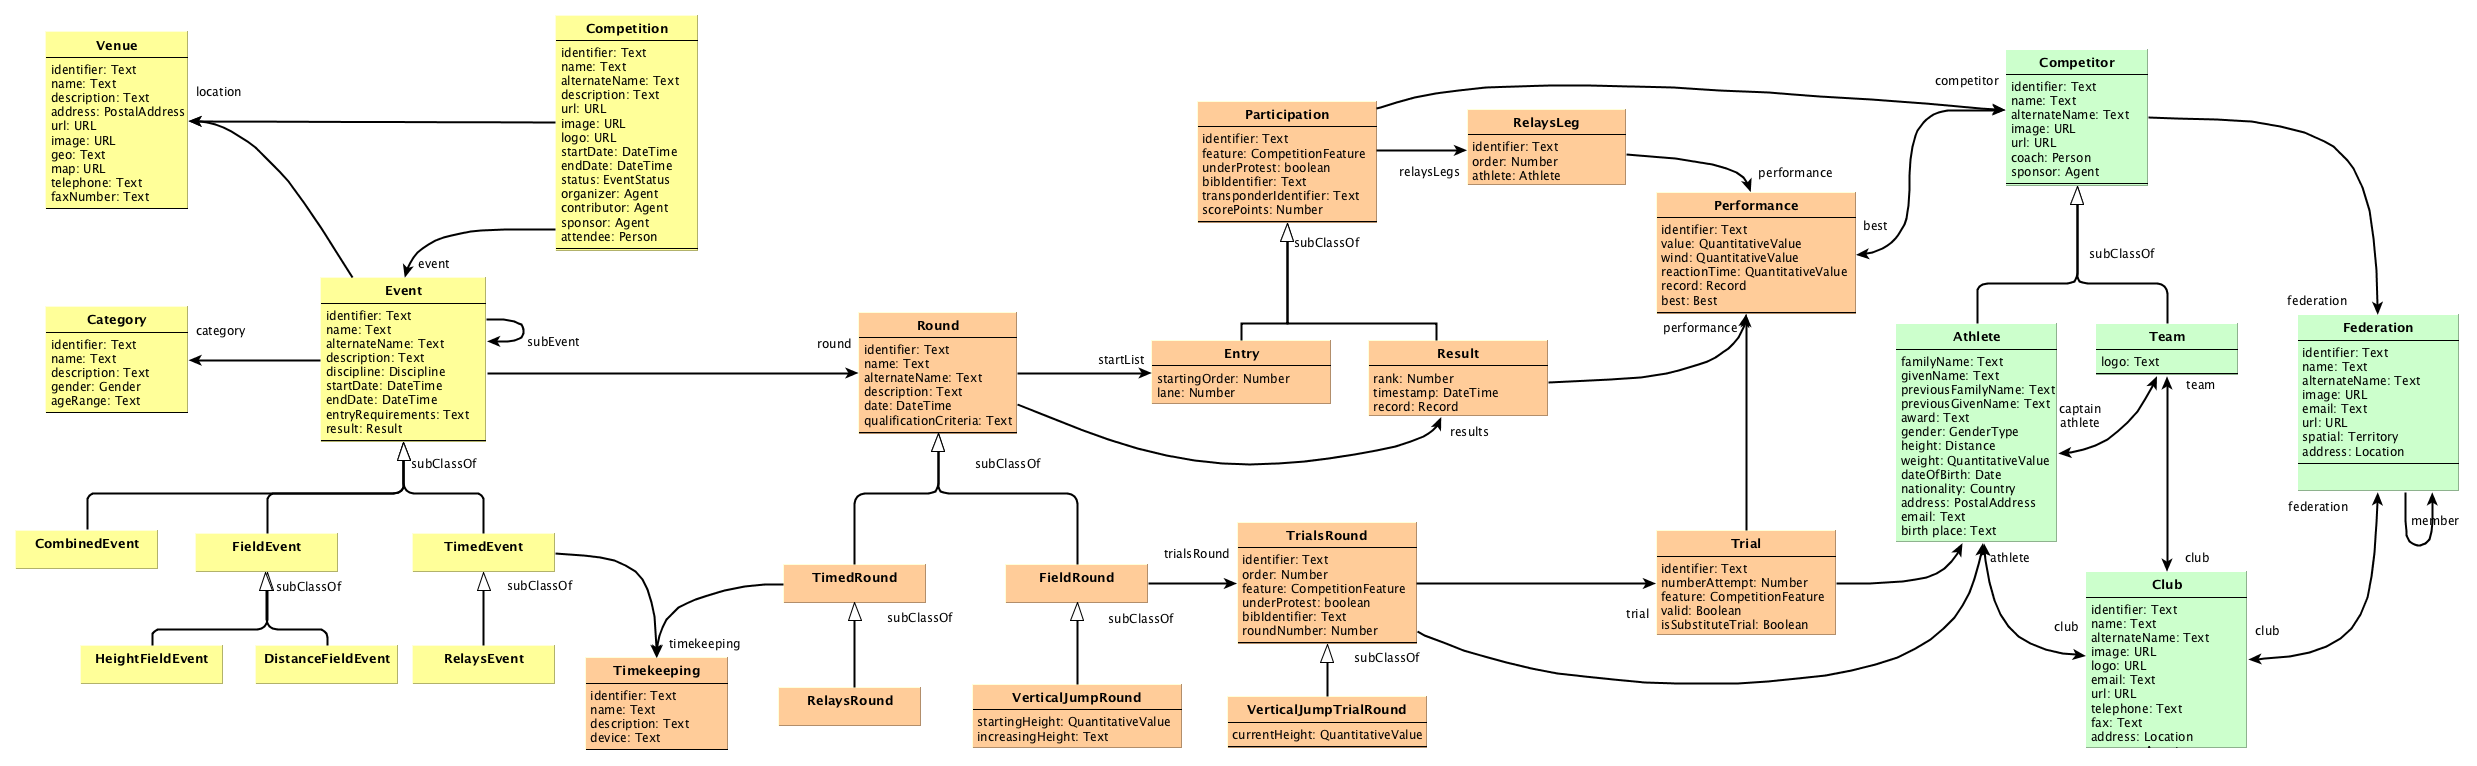 Venue
identifier: Text
name: Text
description: Text
address: PostalAddress
url: URL
image: URL
geo: Text
map: URL
telephone: Text
faxNumber: Text
location
Competition
identifier: Text
name: Text
alternateName: Text
description: Text
url: URL
image: URL
logo: URL
startDate: DateTime
endDate: DateTime
status: EventStatus
organizer: Agent
contributor: Agent
sponsor: Agent
attendee: Person
event
Category
identifier: Text
name: Text
description: Text
gender: Gender
ageRange: Text
category
Event
identifier: Text
name: Text
alternateName: Text
description: Text
discipline: Discipline
startDate: DateTime
endDate: DateTime
entryRequirements: Text
result: Result
subEvent
subClassOf
CombinedEvent
FieldEvent
TimedEvent
subClassOf
subClassOf
HeightFieldEvent
DistanceFieldEvent
RelaysEvent
round
Round
identifier: Text
name: Text
alternateName: Text
description: Text
date: DateTime
qualificationCriteria: Text
subClassOf
TimedRound
FieldRound
subClassOf
subClassOf
timekeeping
Timekeeping
identifier: Text
name: Text
description: Text
device: Text
RelaysRound
VerticalJumpRound
startingHeight: QuantitativeValue
increasingHeight: Text
Participation
identifier: Text
feature: CompetitionFeature
underProtest: boolean
bibIdentifier: Text
transponderIdentifier: Text
scorePoints: Number
subClassOf
relaysLegs
RelaysLeg
identifier: Text
order: Number
athlete: Athlete
performance
startList
Entry
startingOrder: Number
lane: Number
Result
rank: Number
timestamp: DateTime
record: Record
results
performance
Performance
identifier: Text
value: QuantitativeValue
wind: QuantitativeValue
reactionTime: QuantitativeValue
record: Record
best: Best
best
trialsRound
TrialsRound
identifier: Text
order: Number
feature: CompetitionFeature
underProtest: boolean
bibIdentifier: Text
roundNumber: Number
subClassOf
VerticalJumpTrialRound
currentHeight: QuantitativeValue
trial
Trial
identifier: Text
numberAttempt: Number
feature: CompetitionFeature
valid: Boolean
isSubstituteTrial: Boolean
competitor
Competitor
identifier: Text
name: Text
alternateName: Text
image: URL
url: URL
coach: Person
sponsor: Agent
subClassOf
Athlete
familyName: Text
givenName: Text
previousFamilyName: Text
previousGivenName: Text
award: Text
gender: GenderType
height: Distance
weight: QuantitativeValue
dateOfBirth: Date
nationality: Country
address: PostalAddress
email: Text
birth place: Text
athlete
Team
logo: Text
team
captain
athlete
club
club
Club
identifier: Text
name: Text
alternateName: Text
image: URL
logo: URL
email: Text
url: URL
telephone: Text
fax: Text
address: Location
club
federation
Federation
identifier: Text
name: Text
alternateName: Text
image: URL
email: Text
url: URL
spatial: Territory
address: Location
federation
member